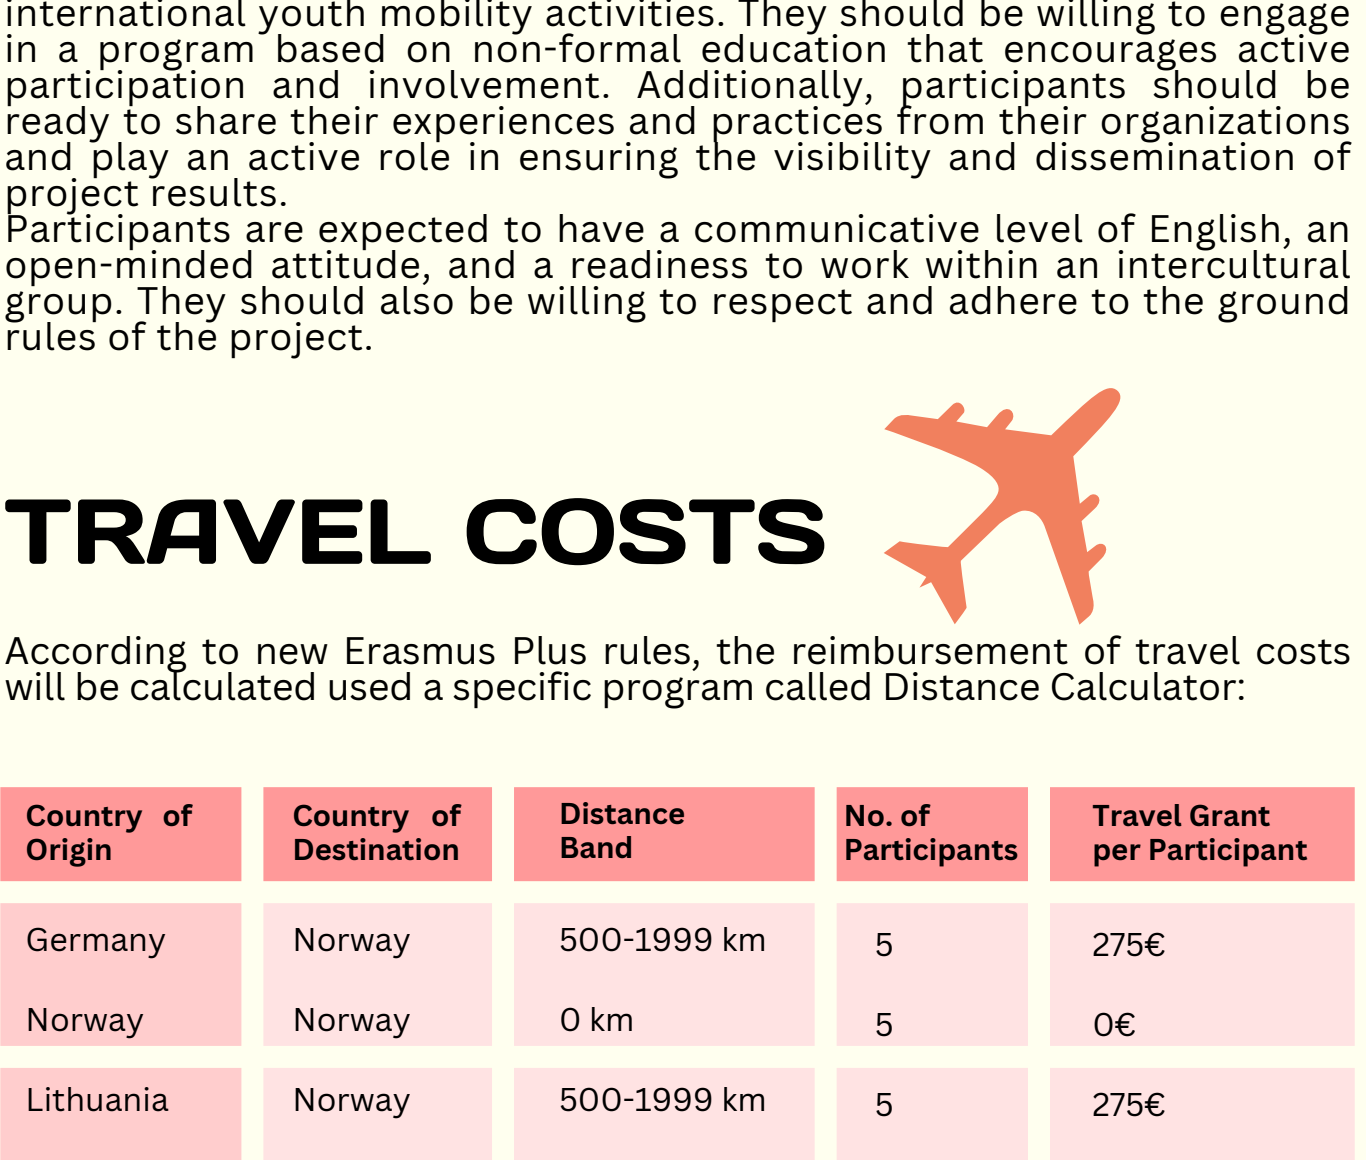 international youth mobility activities. They should be willing to engage
in a program based on non-formal education that encourages active
participation and involvement. Additionally, participants should be
ready to share their experiences and practices from their organizations
and play an active role in ensuring the visibility and dissemination of
project results.
Participants are expected to have a communicative level of English, an
open-minded attitude, and a readiness to work within an intercultural
group. They should also be willing to respect and adhere to the ground
rules of the project.
TRAVEL COSTS
According to new Erasmus Plus rules, the reimbursement of travel costs
will be calculated used a specific program called Distance Calculator:
Country of Origin Country of Destination Distance Band No. of Participants Travel Grant per Participant
Germany Norway 500-1999 km 5 275€
Norway Norway 0 km 5 0€
Lithuania Norway 500-1999 km 5 275€